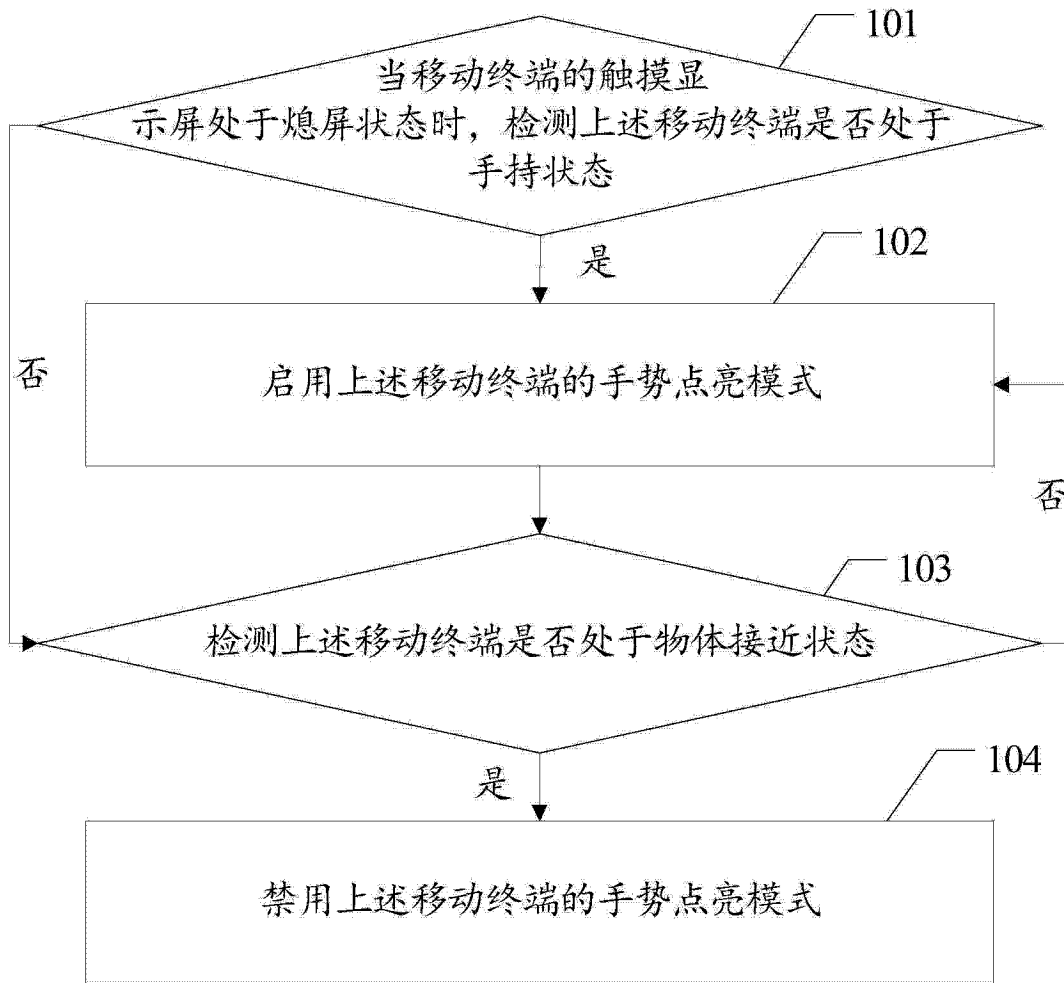 101
当移动终端的触摸显
示屏处于熄屏状态时，检测上述移动终端是否处于
手持状态
是
102
否
启用上述移动终端的手势点亮模式
否
103
检测上述移动终端是否处于物体接近状态
是
104
禁用上述移动终端的手势点亮模式